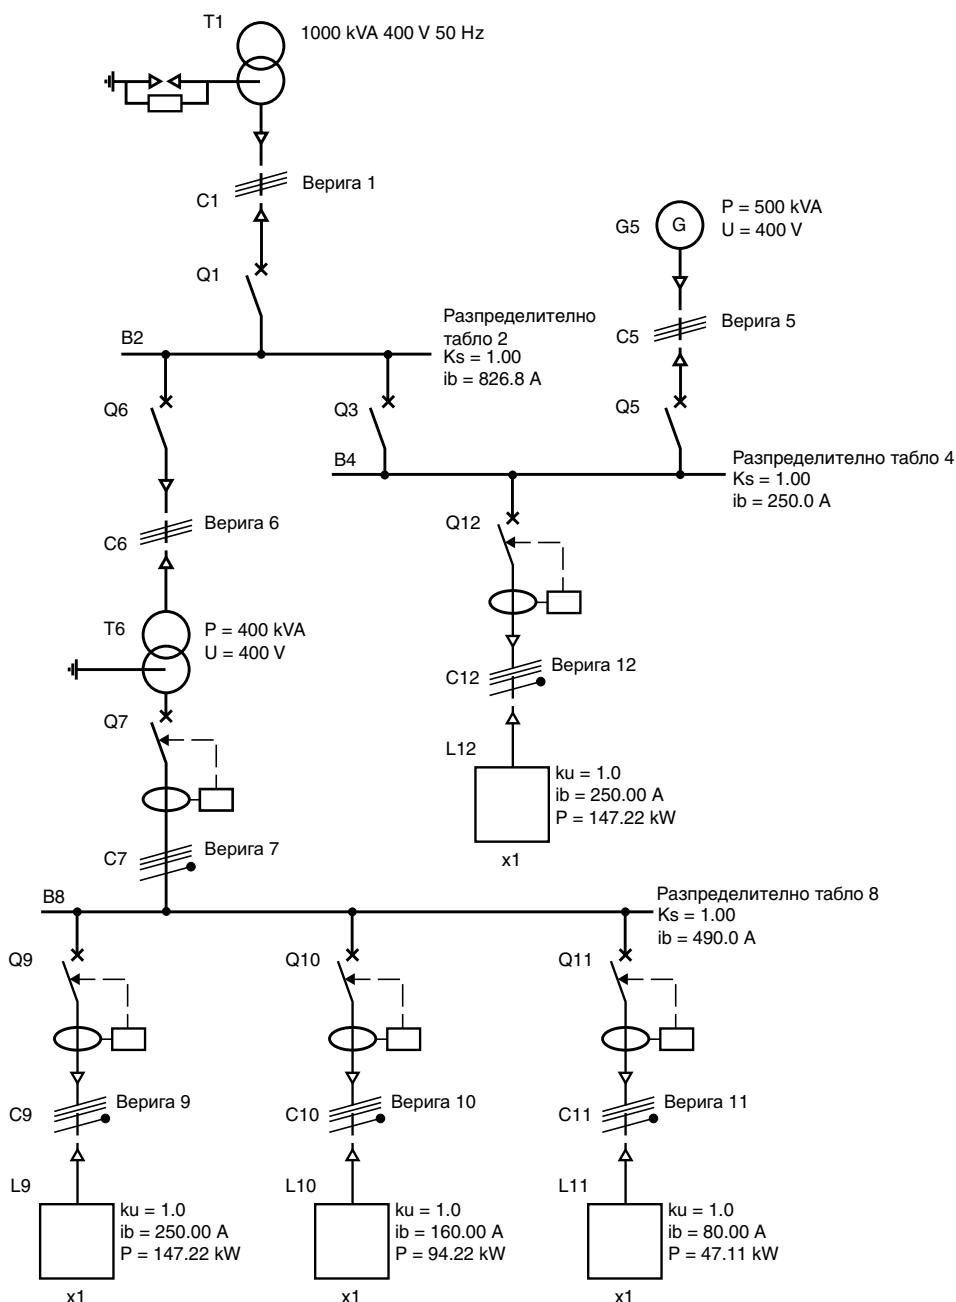 T1
1000 kVA 400 V 50 Hz
C1
Верига 1
Q1
G5
G
P = 500 kVA
U = 400 V
C5
Верига 5
Q5
B2
Разпределително
табло 2
Ks = 1.00
ib = 826.8 A
Q6
Q3
B4
Разпределително табло 4
Ks = 1.00
ib = 250.0 A
C6
Верига 6
Q12
T6
P = 400 kVA
U = 400 V
C12
Верига 12
Q7
L12
ku = 1.0
ib = 250.00 A
P = 147.22 kW
x1
C7
Верига 7
B8
Разпределително табло 8
Ks = 1.00
ib = 490.0 A
Q9
Q10
Q11
C9
Верига 9
C10
Верига 10
C11
Верига 11
L9
ku = 1.0
ib = 250.00 A
P = 147.22 kW
x1
L10
ku = 1.0
ib = 160.00 A
P = 94.22 kW
x1
L11
ku = 1.0
ib = 80.00 A
P = 47.11 kW
x1